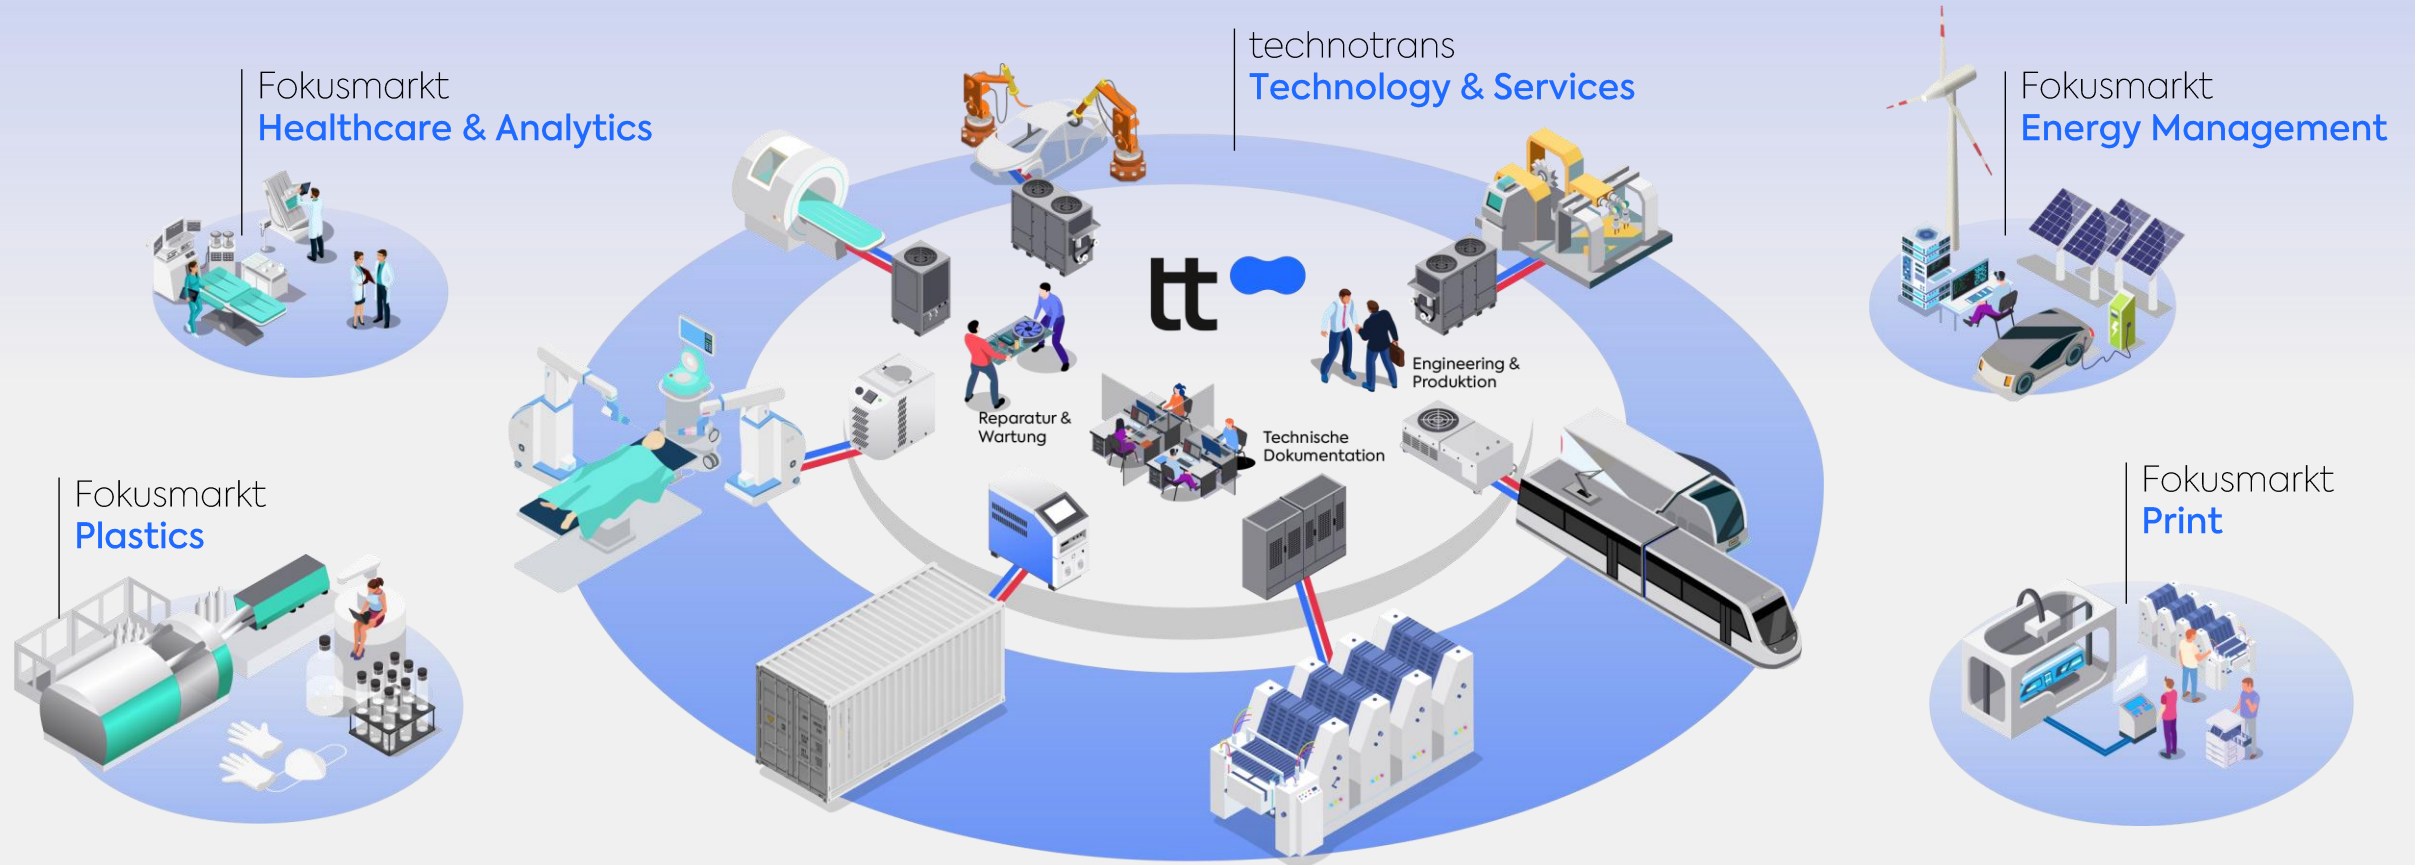 technotrans
Technology & Services
Fokusmarkt
Healthcare & Analytics
Fokusmarkt
Energy Management
tt
Engineering &
Produktion
Reparatur &
Wartung
Technische
Dokumentation
Fokusmarkt
Plastics
Fokusmarkt
Print